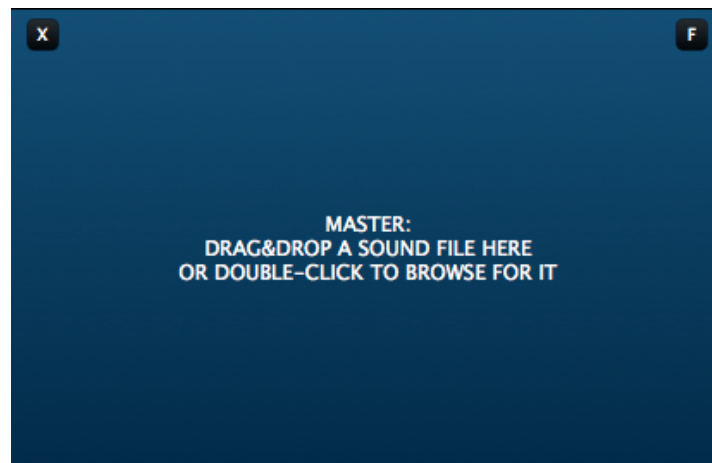 X
F
MASTER:
DRAG&DROP A SOUND FILE HERE
OR DOUBLE-CLICK TO BROWSE FOR IT